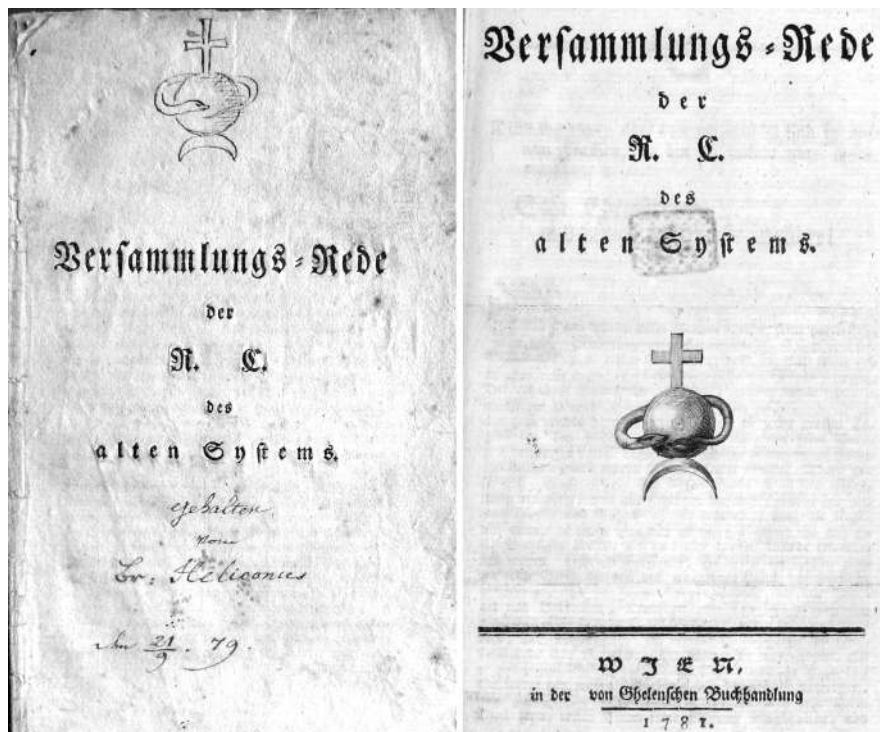 Verſammlungs-Rede
der
R. C.
des
alten Syſtems.
gehalten
vom
Br: Heliconus
den 21/9. 79.
Verſammlungs-Rede
der
R. C.
des
alten Syſtems.
WIEN,
in der von Ghelenſchen Buchhandlung
1781.